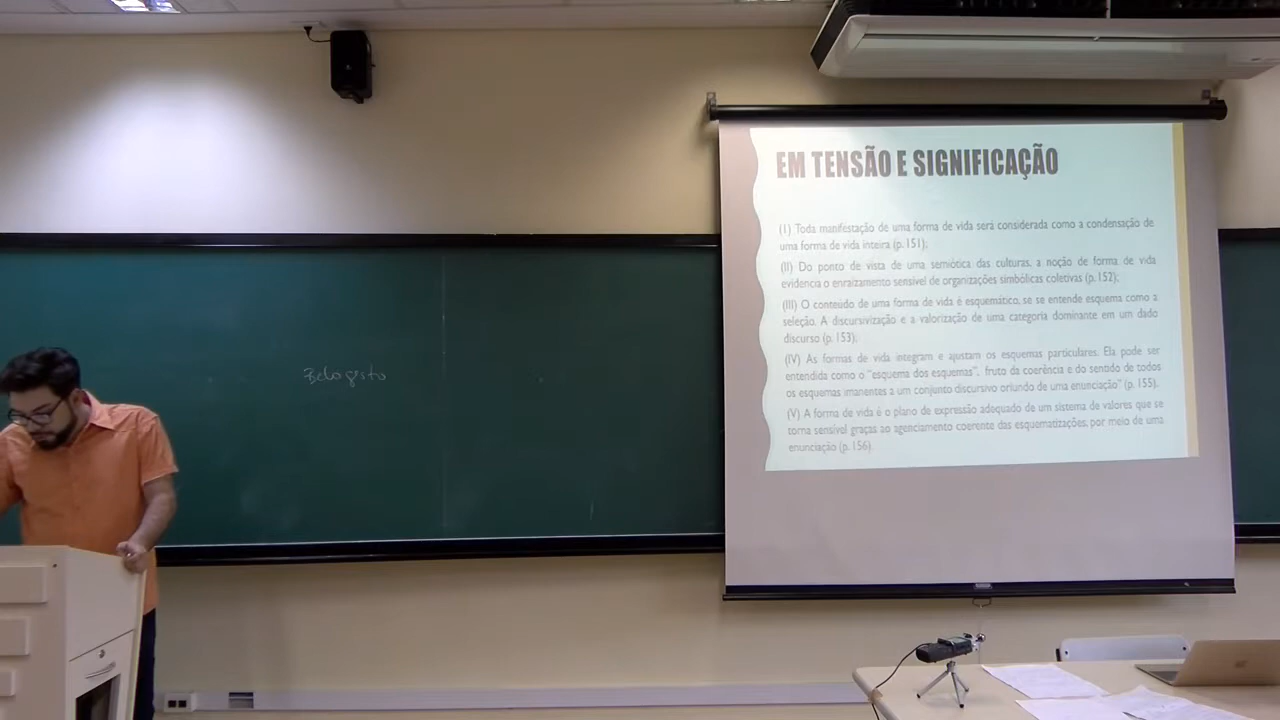 EM TENSÃO E SIGNIFICAÇÃO
(I) Toda manifestação de uma forma de vida será considerada como a condensação de
uma forma de vida inteira (p. 151);
(II) Do ponto de vista de uma semiótica das culturas, a noção de forma de vida
evidencia o enraizamento sensível de organizações simbólicas coletivas (p. 152);
(III) O conteúdo de uma forma de vida é esquemático, se se entende esquema como a
seleção. A discursivização e a valorização de uma categoria dominante em um dado
discurso (p. 153);
(IV) As formas de vida integram e ajustam os esquemas particulares. Ela pode ser
entendida como o "esquema dos esquemas", fruto da coerência e do sentido de todos
os esquemas imanentes a um conjunto discursivo oriundo de uma enunciação" (p. 155).
(V) A forma de vida é o plano de expressão adequado de um sistema de valores que se
torna sensível graças ao agenciamento coerente das esquematizações, por meio de uma
enunciação (p. 156).
Belo gesto